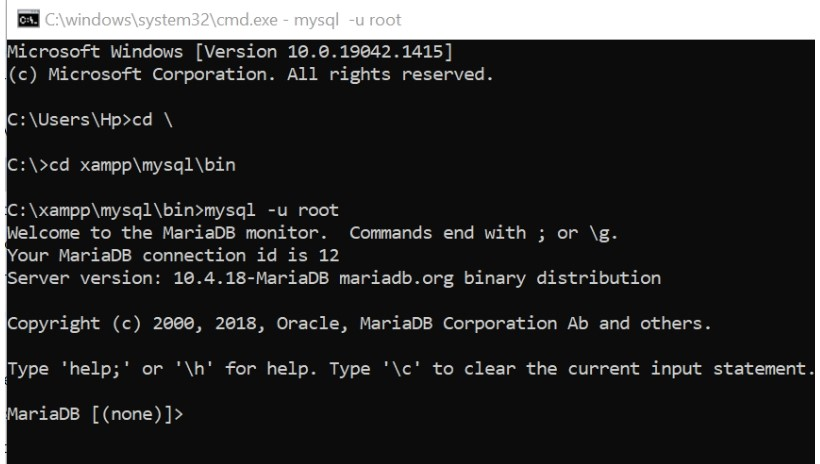 C:\windows\system32\cmd.exe - mysql -u root
Microsoft Windows [Version 10.0.19042.1415]
(c) Microsoft Corporation. All rights reserved.
C:\Users\Hp>cd \
C:\>cd xampp\mysql\bin
C:\xampp\mysql\bin>mysql -u root
Welcome to the MariaDB monitor.  Commands end with ; or \g.
Your MariaDB connection id is 12
Server version: 10.4.18-MariaDB mariadb.org binary distribution
Copyright (c) 2000, 2018, Oracle, MariaDB Corporation Ab and others.
Type 'help;' or '\h' for help. Type '\c' to clear the current input statement.
MariaDB [(none)]>